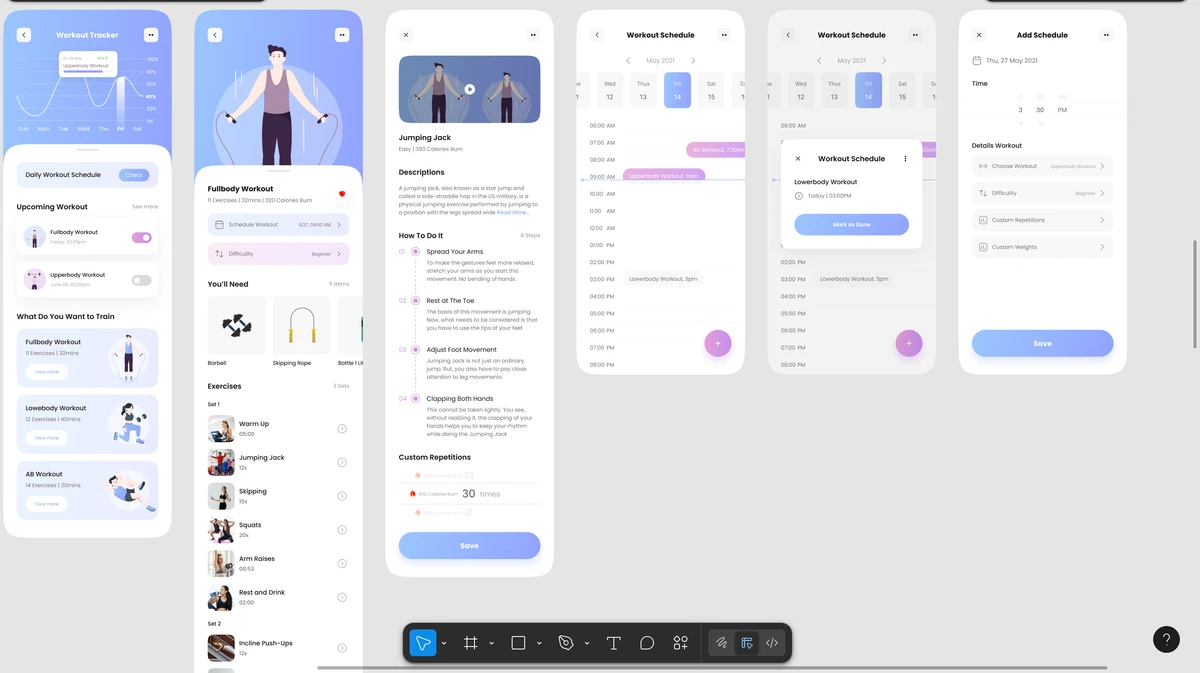 Workout Tracker
Fri, 28 May
Upperbody Workout
100%
80%
60%
40%
20%
0%
Sun Mon Tue Wed Thu Fri Sat
Daily Workout Schedule
Check
Upcoming Workout
See more
Fullbody Workout
Today, 03:00pm
Upperbody Workout
June 05, 02:00pm
What Do You Want to Train
Fullbody Workout
11 Exercises | 32mins
View more
Lowebody Workout
12 Exercises | 40mins
View more
AB Workout
14 Exercises | 20mins
View more
Fullbody Workout
11 Exercises | 32mins | 320 Calories Burn
Schedule Workout
5/27, 09:00 AM
Difficulity
Beginner
You'll Need
5 Items
Barbell
Skipping Rope
Bottle 1 Li
Exercises
3 Sets
Set 1
Warm Up
05:00
Jumping Jack
12x
Skipping
15x
Squats
20x
Arm Raises
00:53
Rest and Drink
02:00
Set 2
Incline Push-Ups
12x
Jumping Jack
Easy | 390 Calories Burn
Descriptions
A jumping jack, also known as a star jump and
called a side-straddle hop in the US military, is a
physical jumping exercise performed by jumping to
a position with the legs spread wide Read More...
How To Do It
4 Steps
01
Spread Your Arms
To make the gestures feel more relaxed,
stretch your arms as you start this
movement. No bending of hands.
02
Rest at The Toe
The basis of this movement is jumping.
Now, what needs to be considered is that
you have to use the tips of your feet
03
Adjust Foot Movement
Jumping Jack is not just an ordinary
jump. But, you also have to pay close
attention to leg movements.
04
Clapping Both Hands
This cannot be taken lightly. You see,
without realizing it, the clapping of your
hands helps you to keep your rhythm
while doing the Jumping Jack
Custom Repetitions
29
450 Calories Burn 30 times
31
Save
Workout Schedule
May 2021
Wed Thus Fri Sat
12 13 14 15
06:00 AM
07:00 AM
AB Workout, 7:30am
08:00 AM
09:00 AM
Upperbody Workout, 9am
10:00 AM
11:00 AM
12:00 AM
01:00 PM
02:00 PM
03:00 PM
Lowerbody Workout, 3pm
04:00 PM
05:00 PM
06:00 PM
07:00 PM
08:00 PM
Workout Schedule
May 2021
Wed Thus Fri Sat
12 13 14 15
06:00 AM
Workout Schedule
Lowerbody Workout
Today | 03:00PM
Mark as Done
02:00 PM
03:00 PM
Lowerbody Workout, 3pm
04:00 PM
05:00 PM
06:00 PM
07:00 PM
08:00 PM
Add Schedule
Thu, 27 May 2021
Time
3 30 PM
Details Workout
Choose Workout
Upperbody Workout
Difficulity
Beginner
Custom Repetitions
Custom Weights
Save